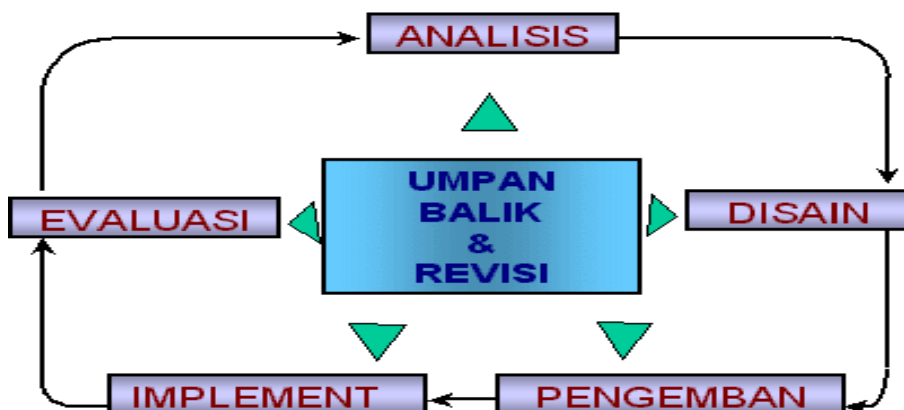 ANALISIS
UMPAN
BALIK
&
REVISI
EVALUASI
DISAIN
IMPLEMENT
PENGEMBAN